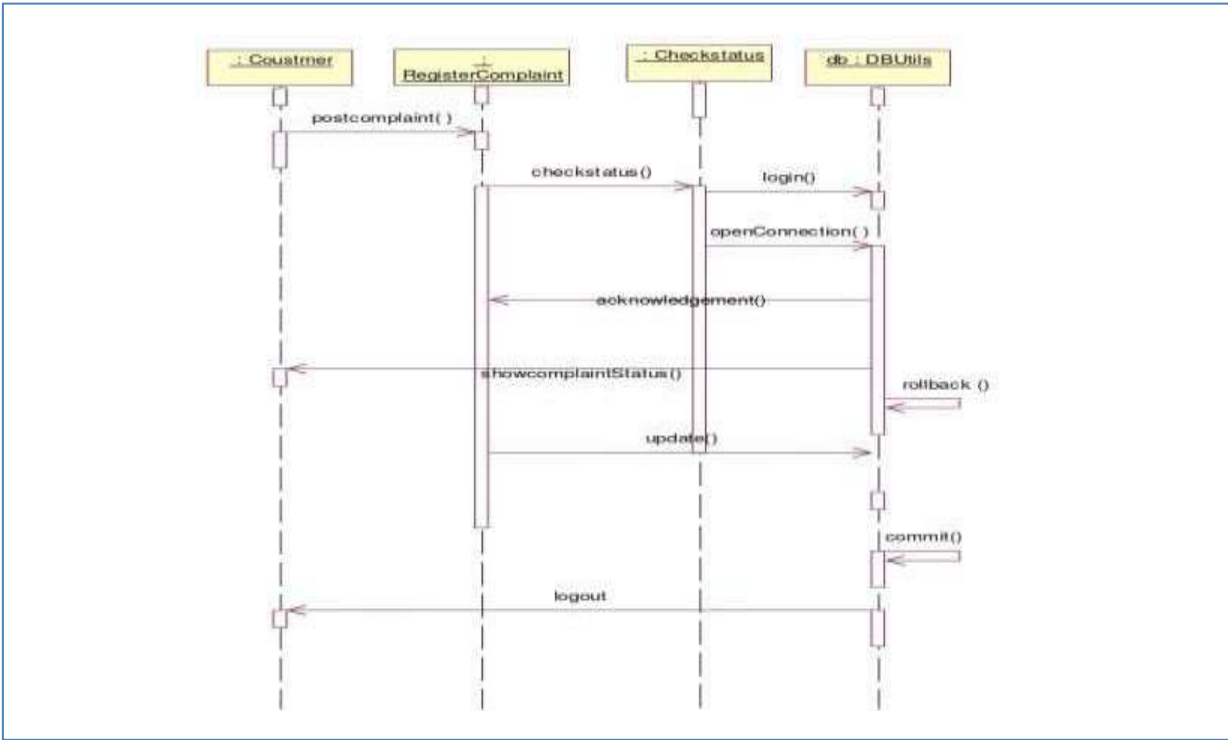 : Coustmer
:
RegisterComplaint
: Checkstatus
db : DBUtils
postcomplaint( )
checkstatus()
login()
openConnection( )
acknowledgement()
showcomplaintStatus()
rollback ()
update()
commit()
logout